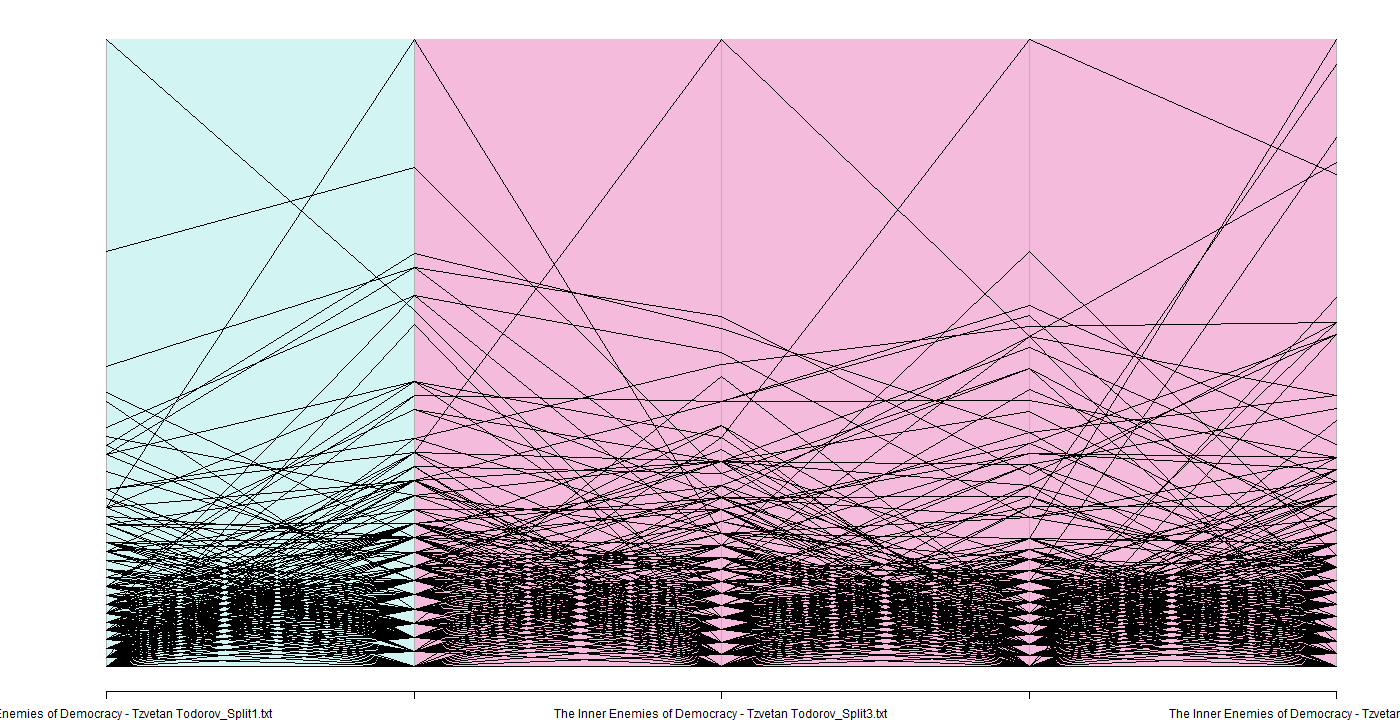 Enemies of Democracy - Tzvetan Todorov_Split1.txt
The Inner Enemies of Democracy - Tzvetan Todorov_Split3.txt
The Inner Enemies of Democracy - Tzvetan